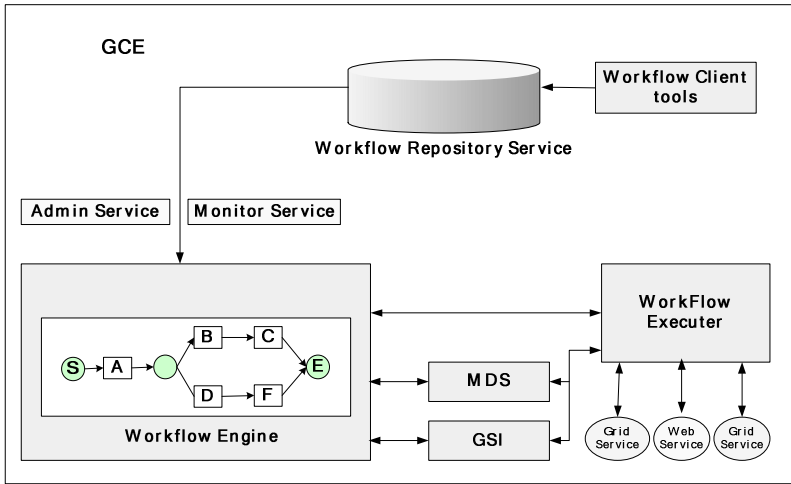 GCE
Workflow Client
tools
Workflow Repository Service
Admin Service
Monitor Service
WorkFlow
Executer
B
C
S
A
E
D
F
Workflow Engine
MDS
GSI
Grid
Service
Web
Service
Grid
Service